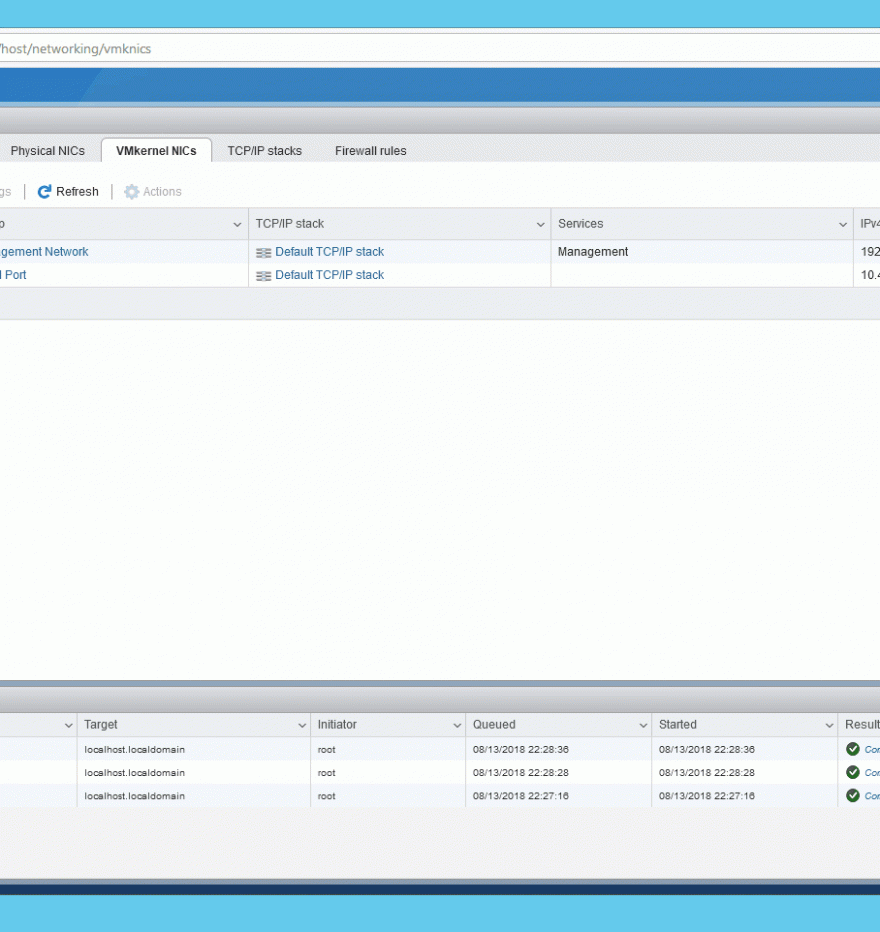 /host/networking/vmknics
Physical NICs VMkernel NICs TCP/IP stacks Firewall rules
gs Refresh Actions
p TCP/IP stack Services IPv4
gement Network Default TCP/IP stack Management 192
l Port Default TCP/IP stack 10.4
Target Initiator Queued Started Result
localhost.localdomain root 08/13/2018 22:28:36 08/13/2018 22:28:36 Com
localhost.localdomain root 08/13/2018 22:28:28 08/13/2018 22:28:28 Com
localhost.localdomain root 08/13/2018 22:27:16 08/13/2018 22:27:16 Com